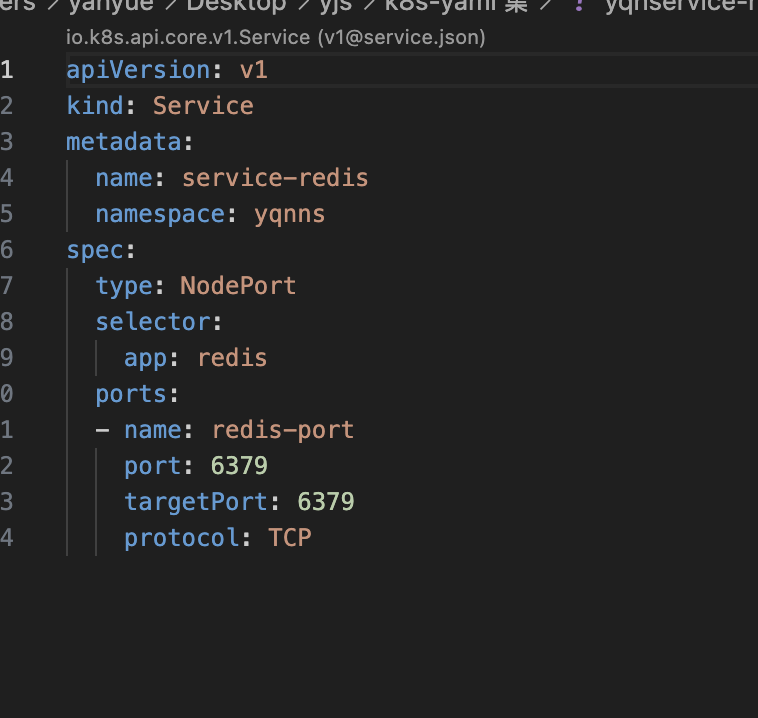 ers > yanyue > Desktop > yjs > k8s-yaml 集 > ! yqnservice-r
io.k8s.api.core.v1.Service (v1@service.json)
1 apiVersion: v1
2 kind: Service
3 metadata:
4 name: service-redis
5 namespace: yqnns
6 spec:
7 type: NodePort
8 selector:
9 app: redis
0 ports:
1 - name: redis-port
2 port: 6379
3 targetPort: 6379
4 protocol: TCP